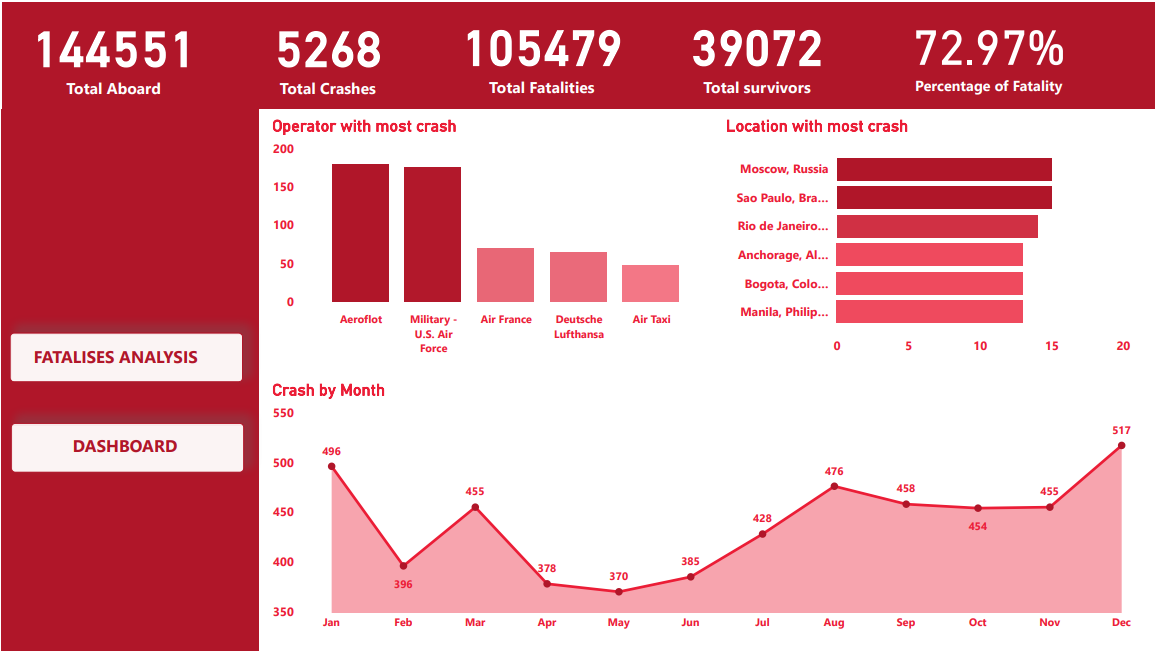 144551
Total Aboard
5268
Total Crashes
105479
Total Fatalities
39072
Total survivors
72.97%
Percentage of Fatality
FATALISES ANALYSIS
DASHBOARD
Operator with most crash
200
150
100
50
0
Aeroflot
Military -
U.S. Air
Force
Air France
Deutsche
Lufthansa
Air Taxi
Location with most crash
Moscow, Russia
Sao Paulo, Bra...
Rio de Janeiro...
Anchorage, Al...
Bogota, Colo...
Manila, Philip...
0 5 10 15 20
Crash by Month
550
500
450
400
350
496
396
455
378
370
385
428
476
458
454
455
517
Jan Feb Mar Apr May Jun Jul Aug Sep Oct Nov Dec